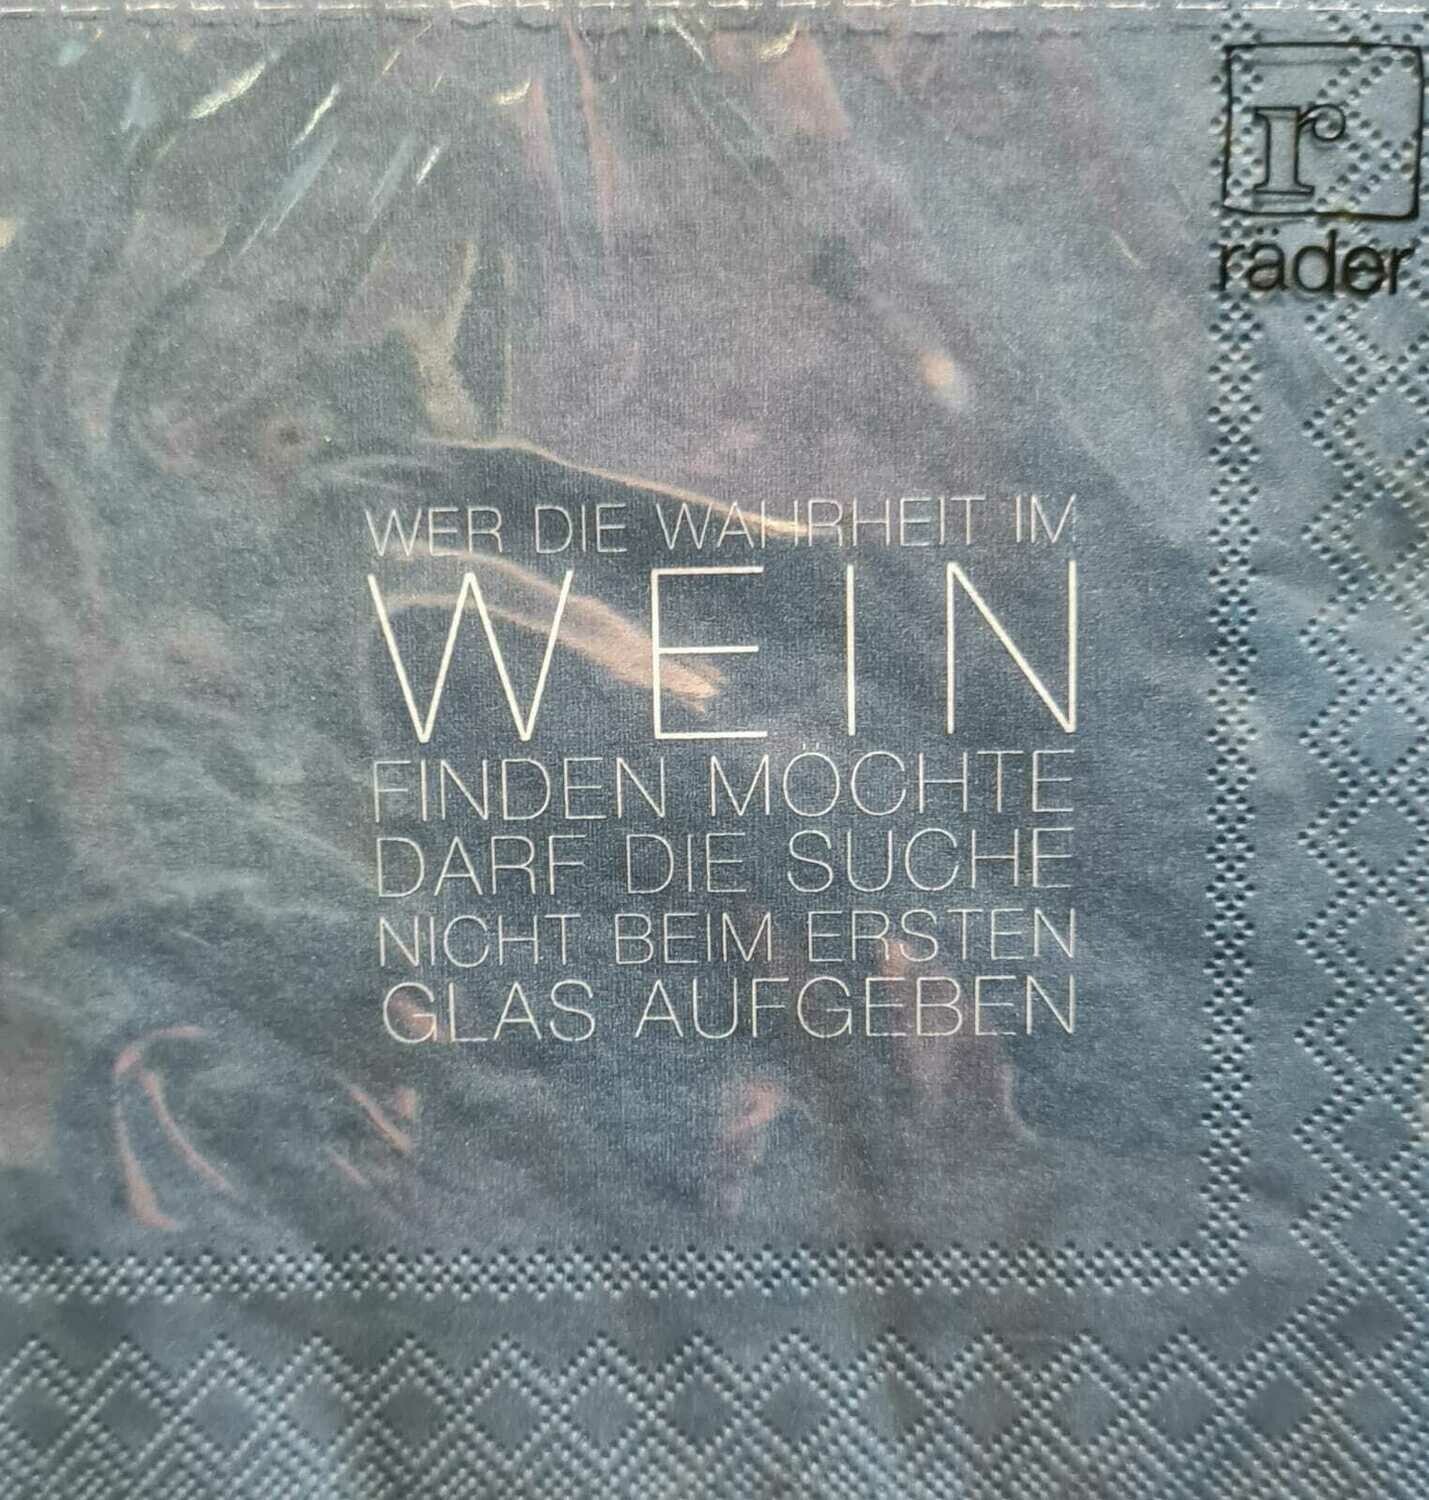 r
räder
WER DIE WAHRHEIT IM
WEIN
FINDEN MÖCHTE
DARF DIE SUCHE
NICHT BEIM ERSTEN
GLAS AUFGEBEN